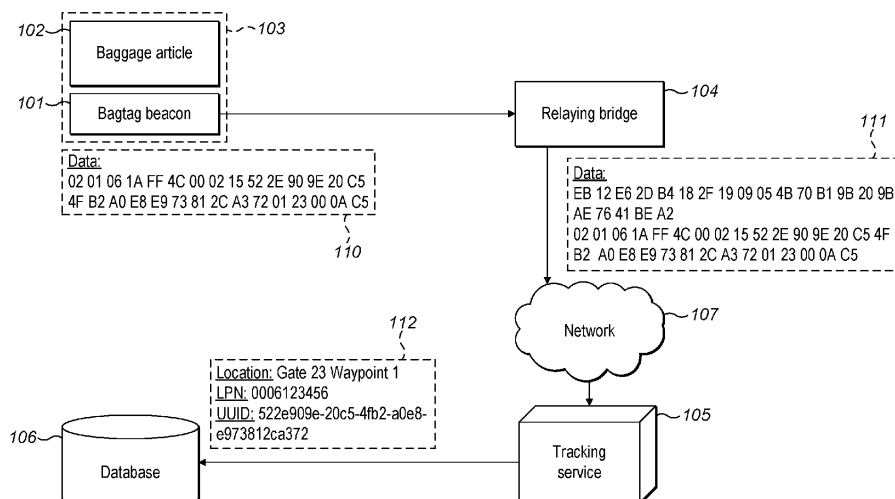 102
103
Baggage article
101
Bagtag beacon
104
Relaying bridge
111
Data:
02 01 06 1A FF 4C 00 02 15 52 2E 90 9E 20 C5
4F B2 A0 E8 E9 73 81 2C A3 72 01 23 00 0A C5
110
Data:
EB 12 E6 2D B4 18 2F 19 09 05 4B 70 B1 9B 20 9B
AE 76 41 BE A2
02 01 06 1A FF 4C 00 02 15 52 2E 90 9E 20 C5 4F
B2 A0 E8 E9 73 81 2C A3 72 01 23 00 0A C5
107
Network
112
Location: Gate 23 Waypoint 1
LPN: 0006123456
UUID: 522e909e-20c5-4fb2-a0e8-
e973812ca372
105
Tracking
service
106
Database